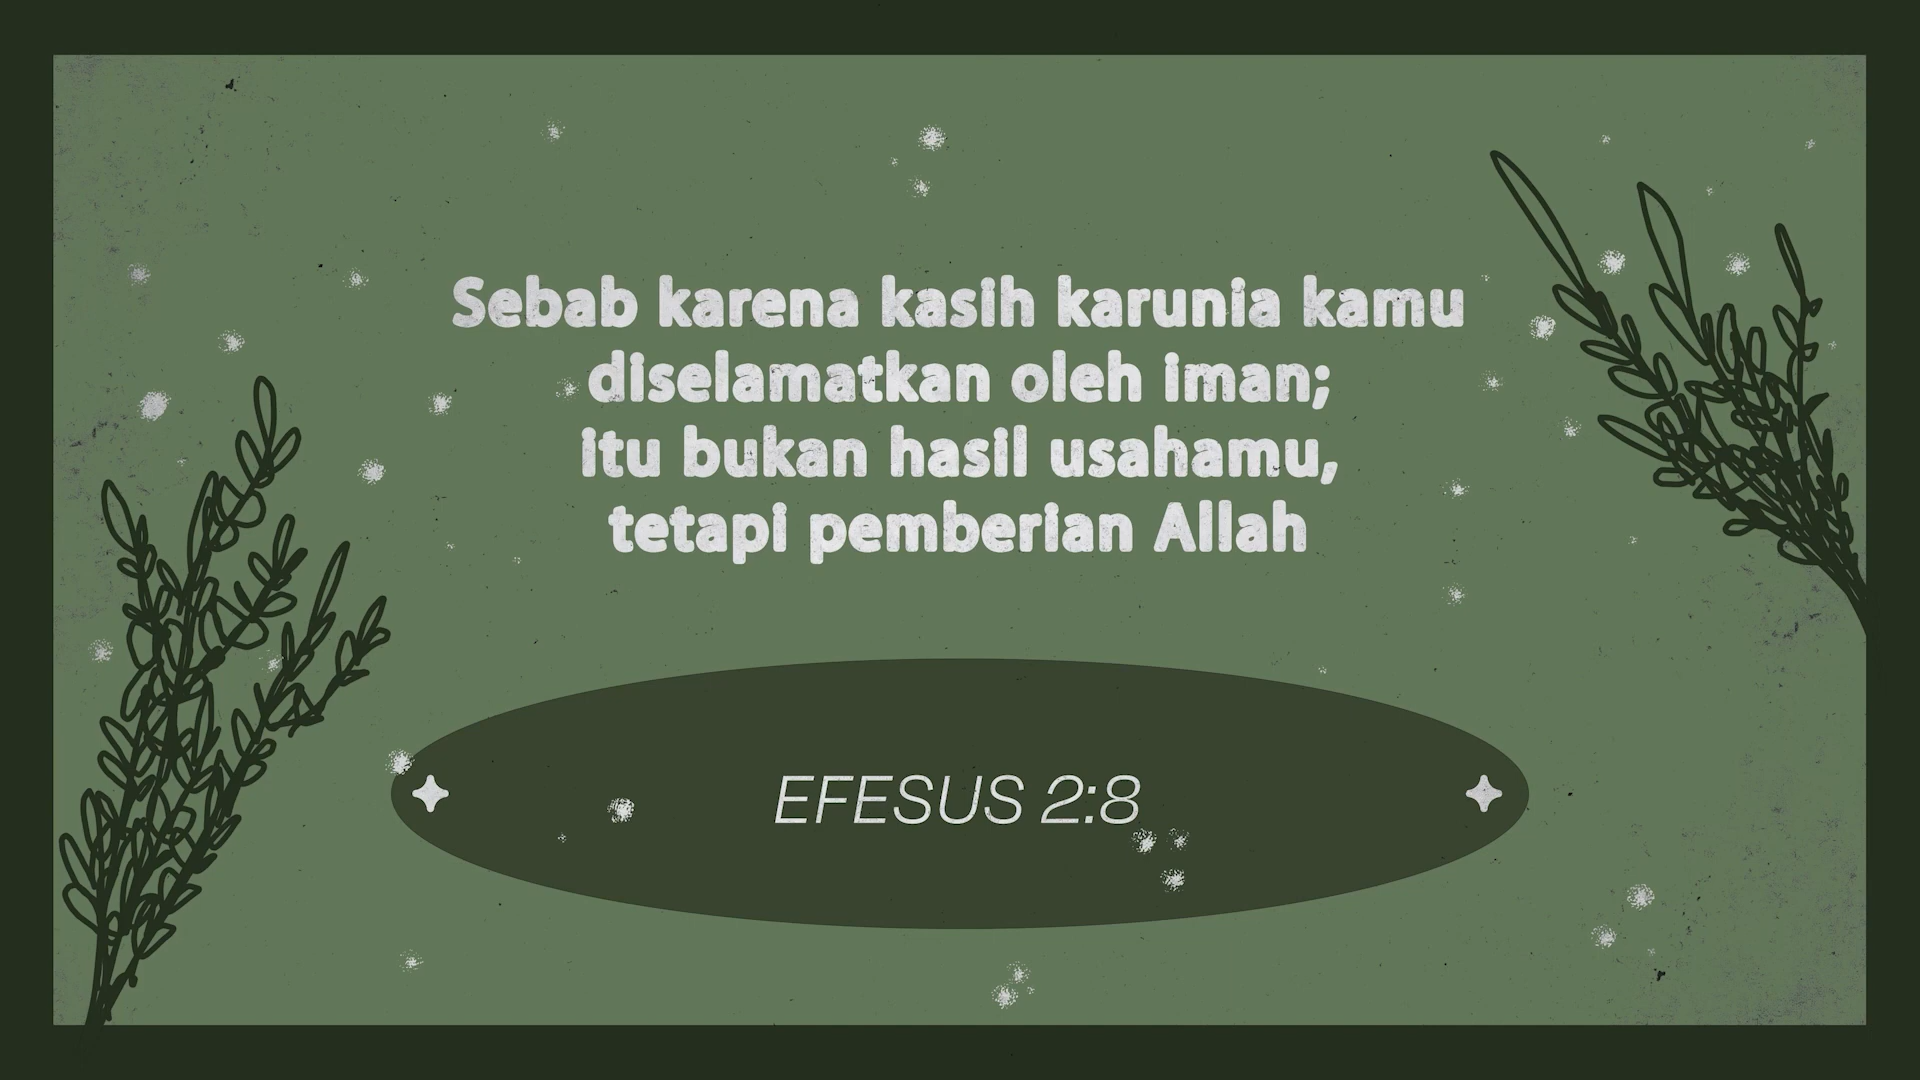 Sebab karena kasih karunia kamu
diselamatkan oleh iman;
itu bukan hasil usahamu,
tetapi pemberian Allah
EFESUS 2:8